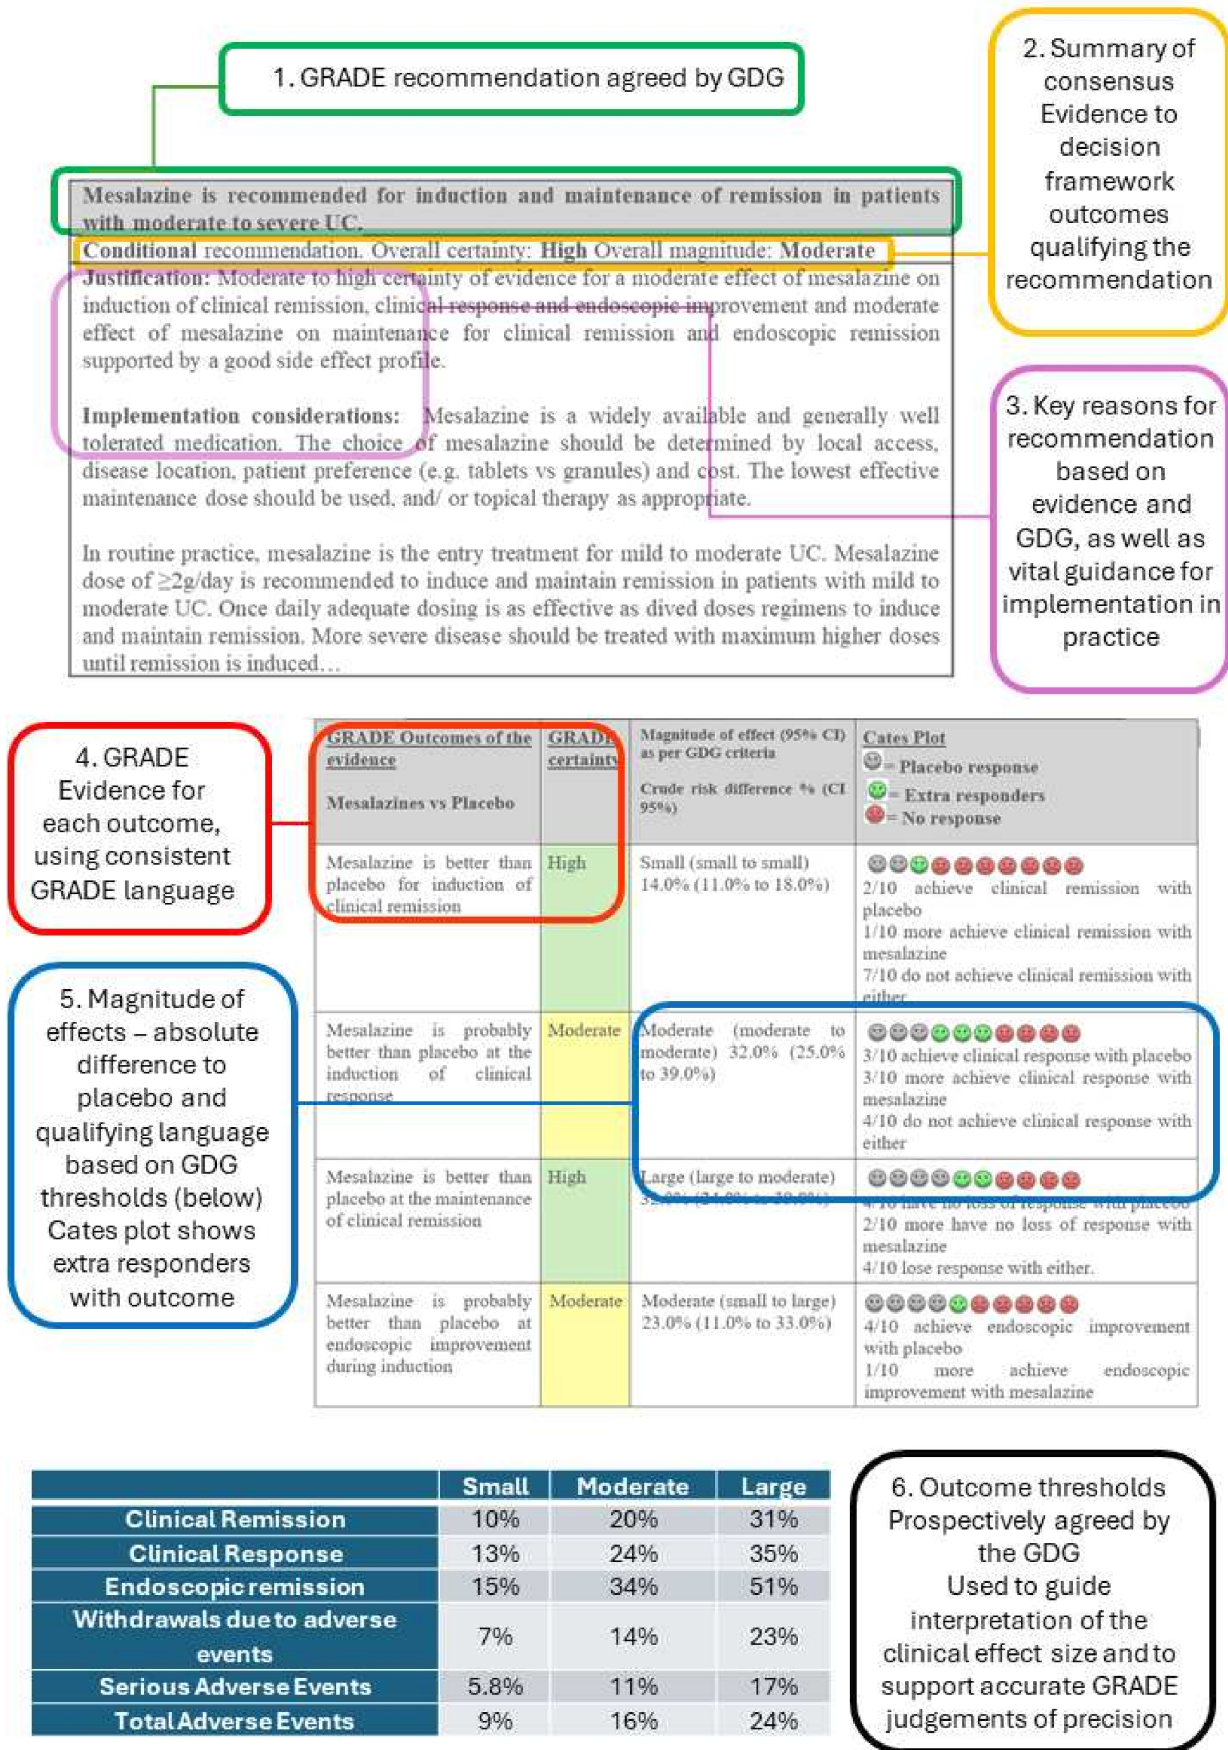 1. GRADE recommendation agreed by GDG
2. Summary of
consensus
Evidence to
decision
framework
outcomes
qualifying the
recommendation
Mesalazine is recommended for induction and maintenance of remission in patients
with moderate to severe UC.
Conditional recommendation. Overall certainty: High Overall magnitude: Moderate
Justification: Moderate to high certainty of evidence for a moderate effect of mesalazine on
induction of clinical remission, clinical response and endoscopic improvement and moderate
effect of mesalazine on maintenance for clinical remission and endoscopic remission
supported by a good side effect profile.
Implementation considerations: Mesalazine is a widely available and generally well
tolerated medication. The choice of mesalazine should be determined by local access,
disease location, patient preference (e.g. tablets vs granules) and cost. The lowest effective
maintenance dose should be used, and/ or topical therapy as appropriate.
In routine practice, mesalazine is the entry treatment for mild to moderate UC. Mesalazine
dose of ≥2g/day is recommended to induce and maintain remission in patients with mild to
moderate UC. Once daily adequate dosing is as effective as dived doses regimens to induce
and maintain remission. More severe disease should be treated with maximum higher doses
until remission is induced…
3. Key reasons for
recommendation
based on
evidence and
GDG, as well as
vital guidance for
implementation in
practice
4. GRADE
Evidence for
each outcome,
using consistent
GRADE language
5. Magnitude of
effects – absolute
difference to
placebo and
qualifying language
based on GDG
thresholds (below)
Cates plot shows
extra responders
with outcome
GRADE Outcomes of the
evidence
Mesalazines vs Placebo
GRADE
certainty
Magnitude of effect (95% CI)
as per GDG criteria
Crude risk difference % (CI
95%)
Cates Plot
= Placebo response
= Extra responders
= No response
Mesalazine is better than
placebo for induction of
clinical remission
High
Small (small to small)
14.0% (11.0% to 18.0%)
2/10 achieve clinical remission with
placebo
1/10 more achieve clinical remission with
mesalazine
7/10 do not achieve clinical remission with
either
Mesalazine is probably
better than placebo at the
induction of clinical
response
Moderate
Moderate (moderate to
moderate) 32.0% (25.0%
to 39.0%)
3/10 achieve clinical response with placebo
3/10 more achieve clinical response with
mesalazine
4/10 do not achieve clinical response with
either
Mesalazine is better than
placebo at the maintenance
of clinical remission
High
Large (large to moderate)
4/10 have no loss of response with placebo
2/10 more have no loss of response with
mesalazine
4/10 lose response with either.
Mesalazine is probably
better than placebo at
endoscopic improvement
during induction
Moderate
Moderate (small to large)
23.0% (11.0% to 33.0%)
4/10 achieve endoscopic improvement
with placebo
1/10 more achieve endoscopic
improvement with mesalazine
Small Moderate Large
Clinical Remission 10% 20% 31%
Clinical Response 13% 24% 35%
Endoscopic remission 15% 34% 51%
Withdrawals due to adverse
events 7% 14% 23%
Serious Adverse Events 5.8% 11% 17%
Total Adverse Events 9% 16% 24%
6. Outcome thresholds
Prospectively agreed by
the GDG
Used to guide
interpretation of the
clinical effect size and to
support accurate GRADE
judgements of precision